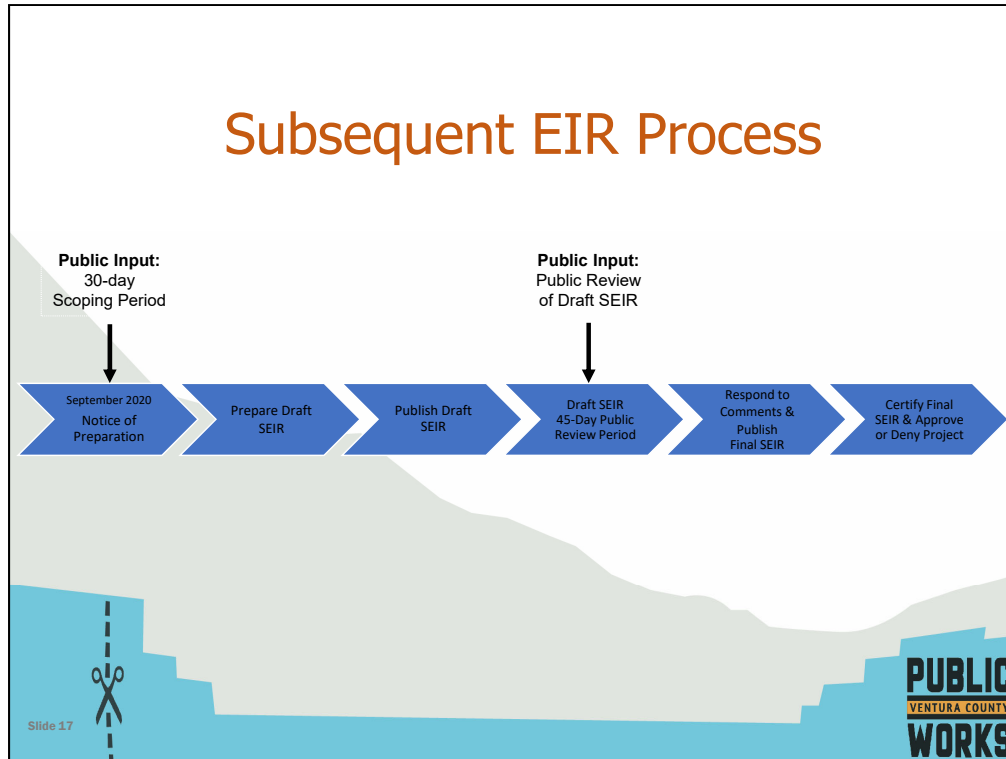 Subsequent EIR Process
Public Input:
30-day
Scoping Period
Public Input:
Public Review
of Draft SEIR
September 2020
Notice of
Preparation
Prepare Draft
SEIR
Publish Draft
SEIR
Draft SEIR
45-Day Public
Review Period
Respond to
Comments &
Publish
Final SEIR
Certify Final
SEIR & Approve
or Deny Project
Slide 17
PUBLIC
VENTURA COUNTY
WORKS